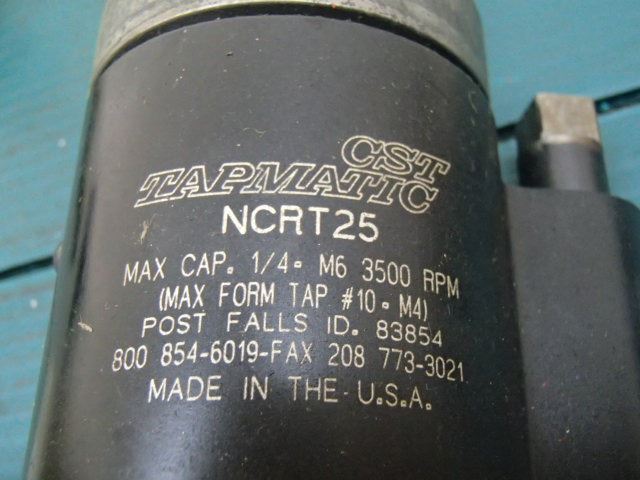 CST
TAPMATIC
NCRT25
MAX CAP. 1/4- M6 3500 RPM
(MAX FORM TAP #10- M4)
POST FALLS ID. 83854
800 854-6019-FAX 208 773-3021
MADE IN THE U.S.A.